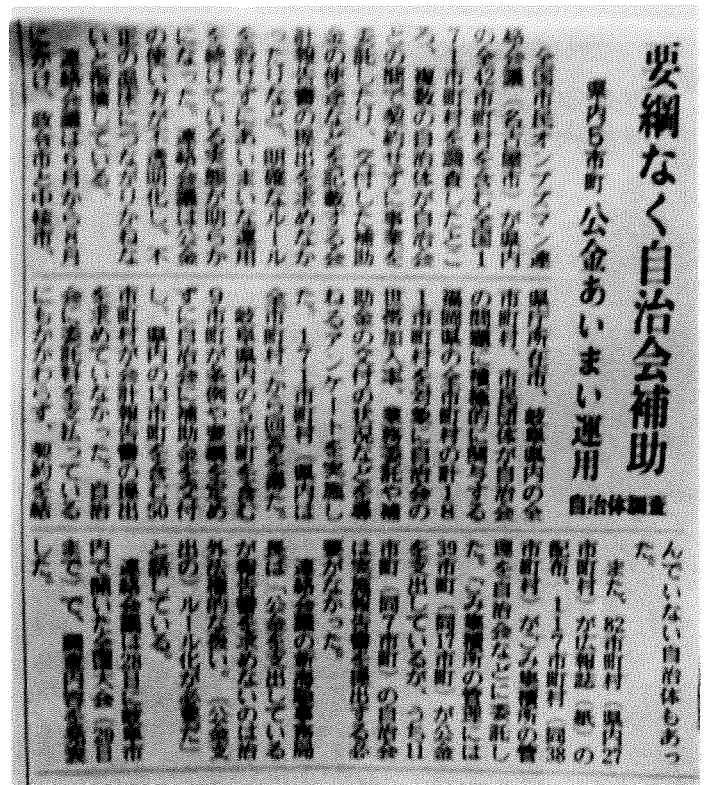 要綱なく自治会補助
県内5市町 公金あいまい運用
自治体調査
全国市民オンブズマン連
絡会議(名古屋市)が県内
の全42市町村を含む全国1
71市町村を調査したとこ
ろ、複数の自治体が自治会
との間で契約せずに事業を
委託したり、交付した補助
金の使途などを記載する会
計報告書の提出を求めなか
ったりなど、明確なルール
を設けずにあいまいな運用
を続けている実態が明らか
になった。連絡会議は公金
の使い方が不透明化し、不
正の温床につながりかねな
いと指摘している。
連絡会議は6月から8月
にかけ、政令市と中核市、
県庁所在市、岐阜県内の全
市町村、市民団体が自治会
の問題に積極的に関与する
福岡県の全市町村の計18
1市町村を対象に自治会の
世帯加入率、業務委託や補
助金の交付の状況などを尋
ねるアンケートを実施し
た。171市町村(県内は
全市町村)から回答を得た。
岐阜県内の5市町を含む
9市町が条例や要綱を定め
ずに自治会に補助金を交付
し、県内の13市町を含む50
市町村が会計報告書の提出
を求めていなかった。自治
会に委託料を支払っている
にもかかわらず、契約を結
んでいない自治体もあっ
た。
また、82市町村(県内27
市町村)が広報誌(紙)の
配布、117市町村(同38
市町村)がごみ集積所の管
理を自治会などに委託し
た。ごみ集積所の管理には
39市町(同17市町)が公金
を支出しているが、うち11
市町(同7市町)の自治会
は実績報告書を提出する必
要がなかった。
連絡会議の新海聡事務局
長は「公金を支出している
が報告書を求めないのは治
外法権的な扱い。(公金支
出の)ルール化が必要だ」
と話している。
連絡会議は28日に岐阜市
内で開いた全国大会(29日
まで)で、調査内容を発表
した。